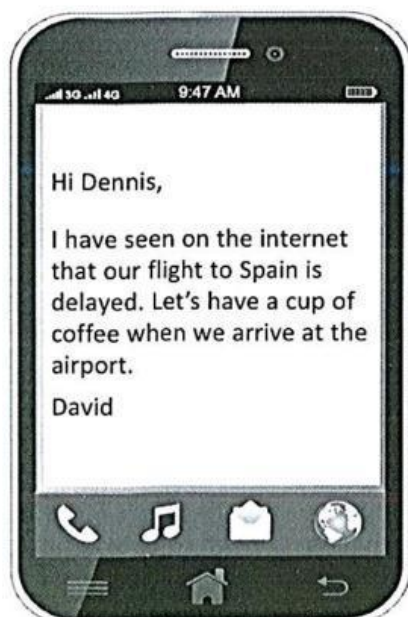 3G 4G 9:47 AM
Hi Dennis,
I have seen on the internet
that our flight to Spain is
delayed. Let's have a cup of
coffee when we arrive at the
airport.
David